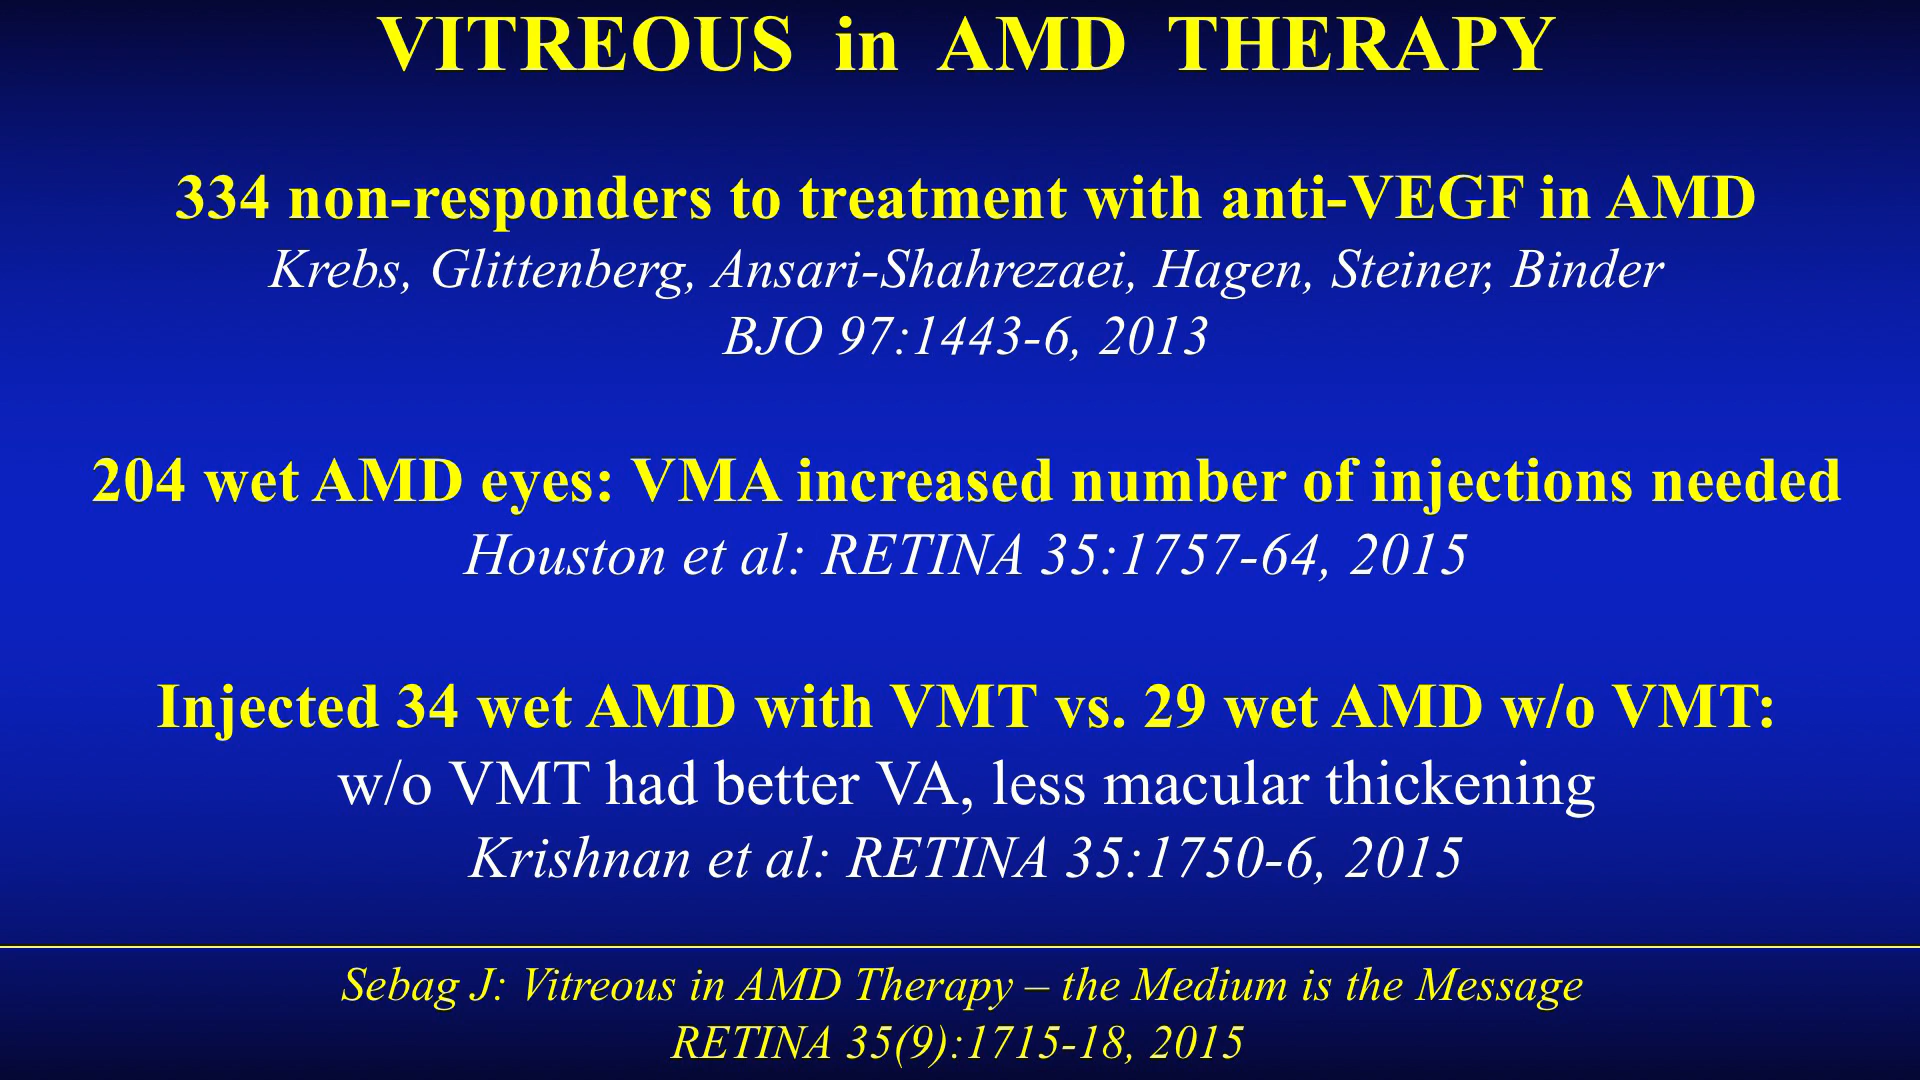 VITREOUS in AMD THERAPY
334 non-responders to treatment with anti-VEGF in AMD
Krebs, Glittenberg, Ansari-Shahrezaei, Hagen, Steiner, Binder
BJO 97:1443-6, 2013
204 wet AMD eyes: VMA increased number of injections needed
Houston et al: RETINA 35:1757-64, 2015
Injected 34 wet AMD with VMT vs. 29 wet AMD w/o VMT:
w/o VMT had better VA, less macular thickening
Krishnan et al: RETINA 35:1750-6, 2015
Sebag J: Vitreous in AMD Therapy – the Medium is the Message
RETINA 35(9):1715-18, 2015